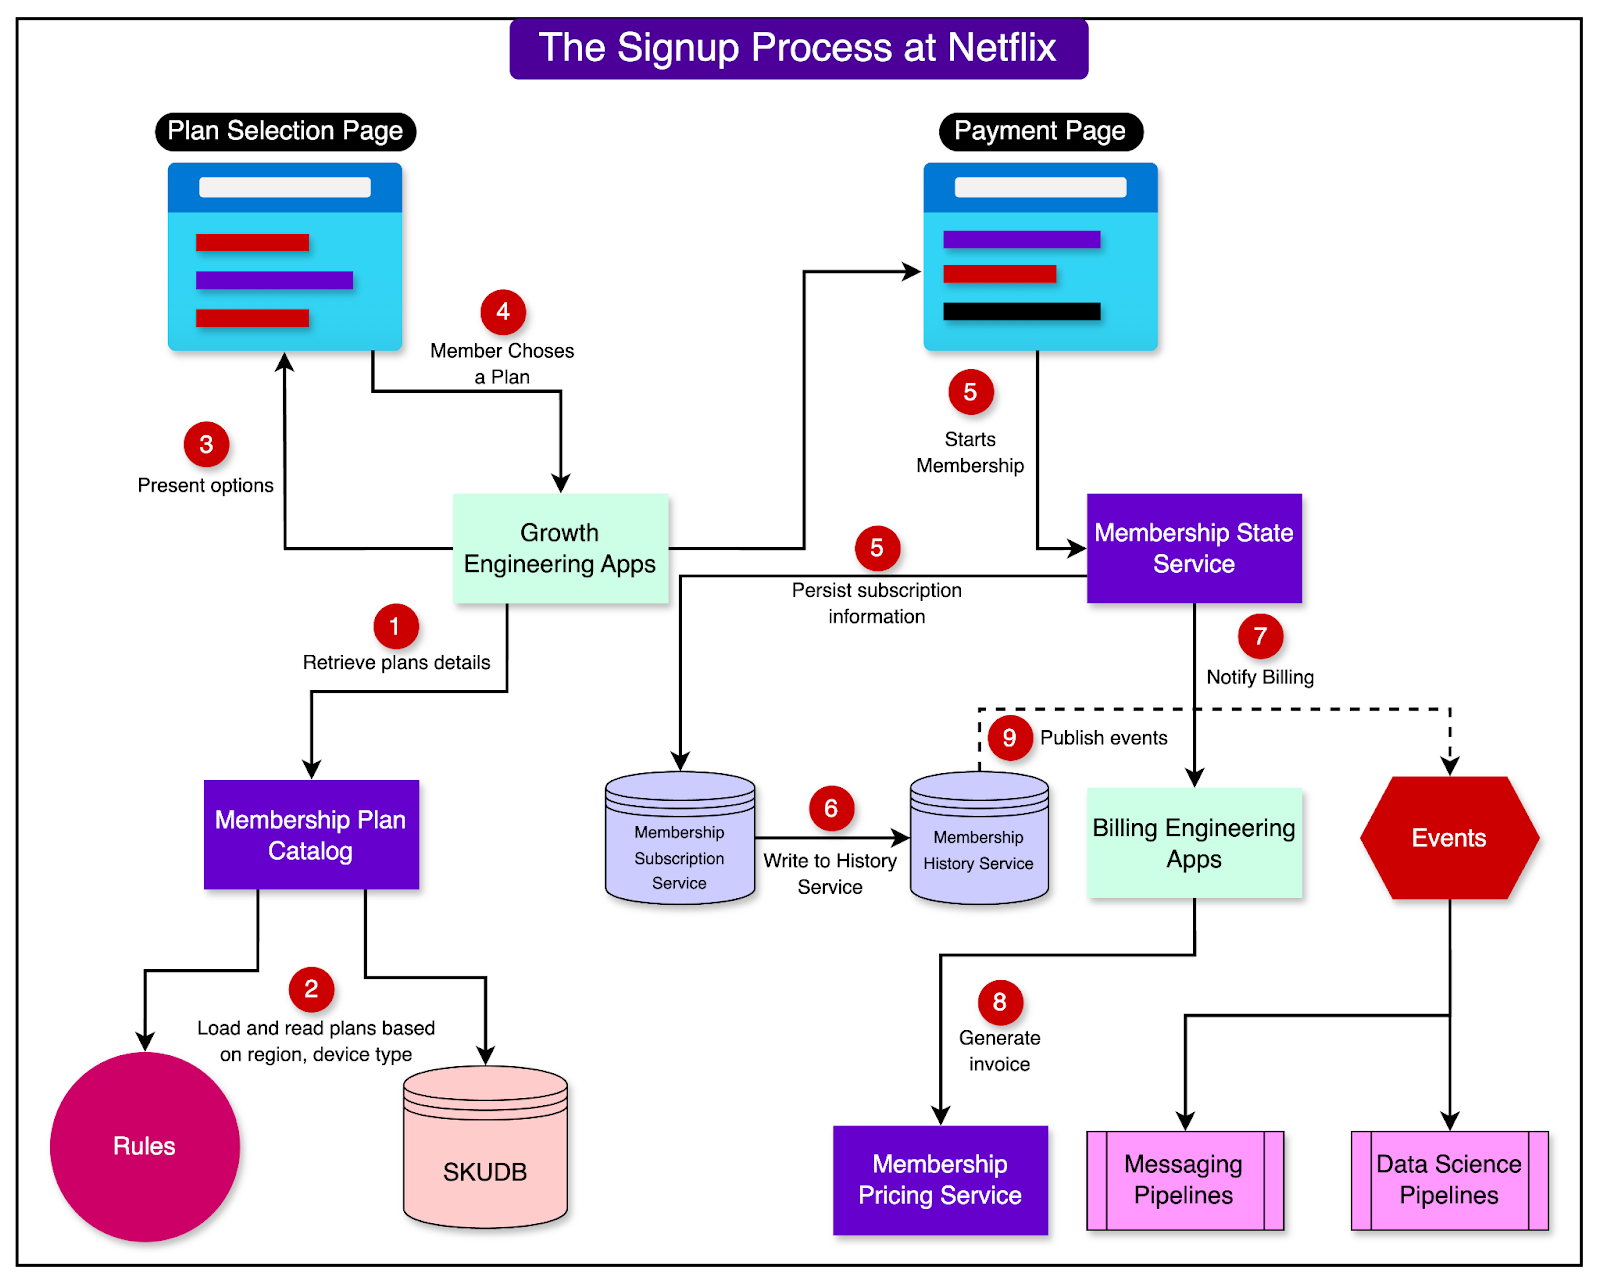 The Signup Process at Netflix
Plan Selection Page
Payment Page
4
Member Choses
a Plan
3
Present options
5
Starts
Membership
Growth
Engineering Apps
Membership State
Service
5
Persist subscription
information
1
Retrieve plans details
7
Notify Billing
9
Publish events
Membership Plan
Catalog
Membership
Subscription
Service
6
Write to History
Service
Membership
History Service
Billing Engineering
Apps
Events
2
Load and read plans based
on region, device type
8
Generate
invoice
Rules
SKUDB
Membership
Pricing Service
Messaging
Pipelines
Data Science
Pipelines